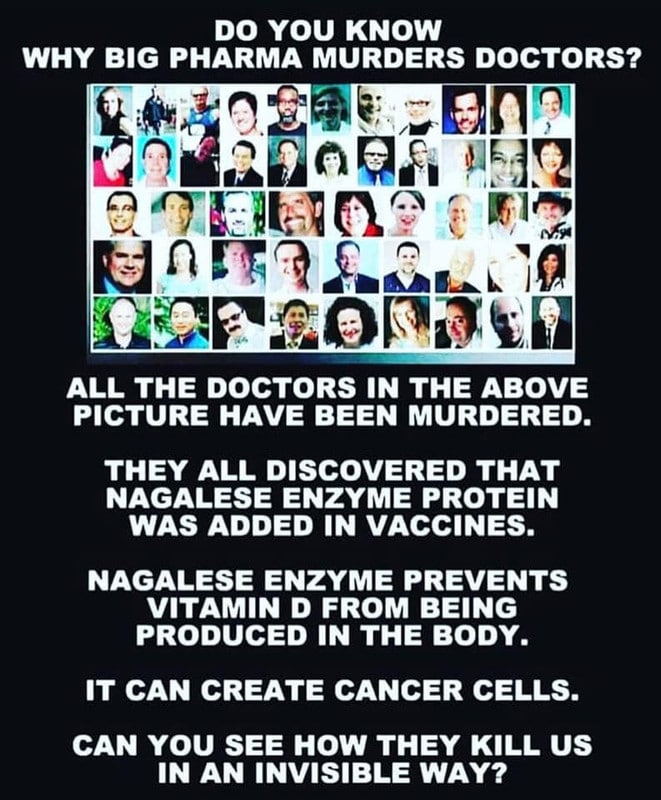 DO YOU KNOW
WHY BIG PHARMA MURDERS DOCTORS?
ALL THE DOCTORS IN THE ABOVE
PICTURE HAVE BEEN MURDERED.
THEY ALL DISCOVERED THAT
NAGALESE ENZYME PROTEIN
WAS ADDED IN VACCINES.
NAGALESE ENZYME PREVENTS
VITAMIN D FROM BEING
PRODUCED IN THE BODY.
IT CAN CREATE CANCER CELLS.
CAN YOU SEE HOW THEY KILL US
IN AN INVISIBLE WAY?